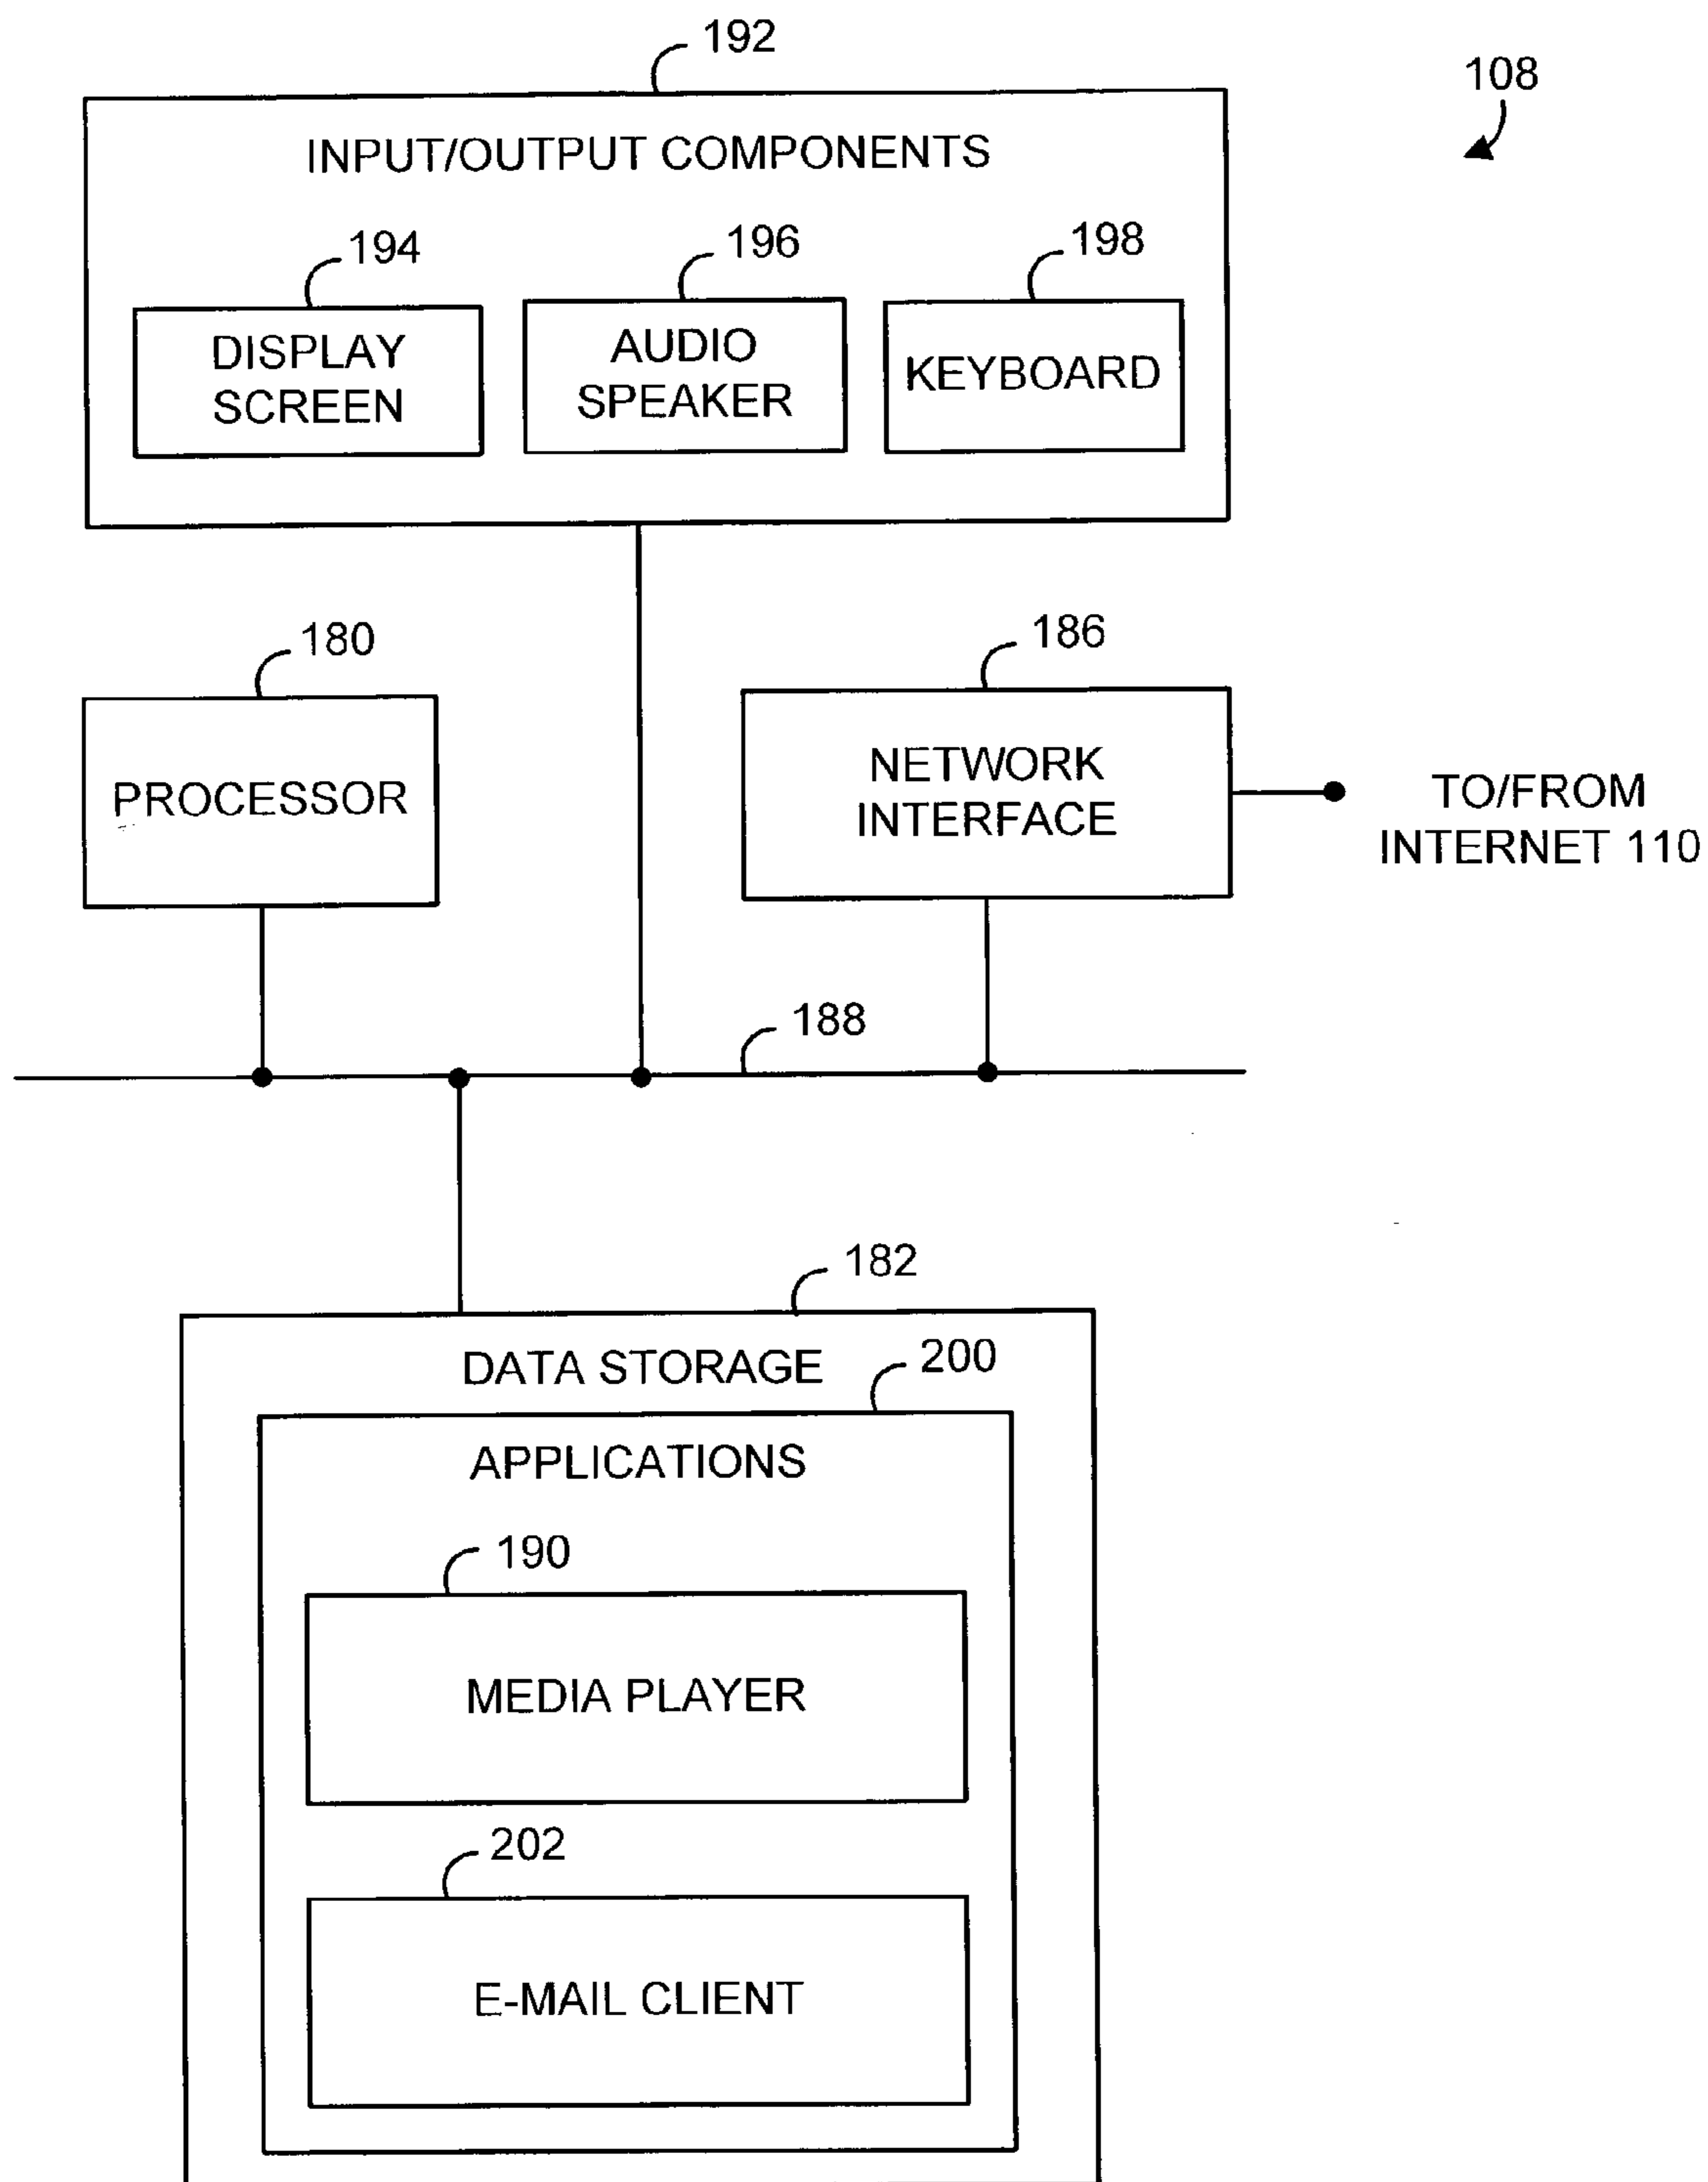 192
108
INPUT/OUTPUT COMPONENTS
194
196
198
DISPLAY
SCREEN
AUDIO
SPEAKER
KEYBOARD
180
186
PROCESSOR
NETWORK
INTERFACE
TO/FROM
INTERNET 110
188
182
DATA STORAGE
200
APPLICATIONS
190
MEDIA PLAYER
202
E-MAIL CLIENT